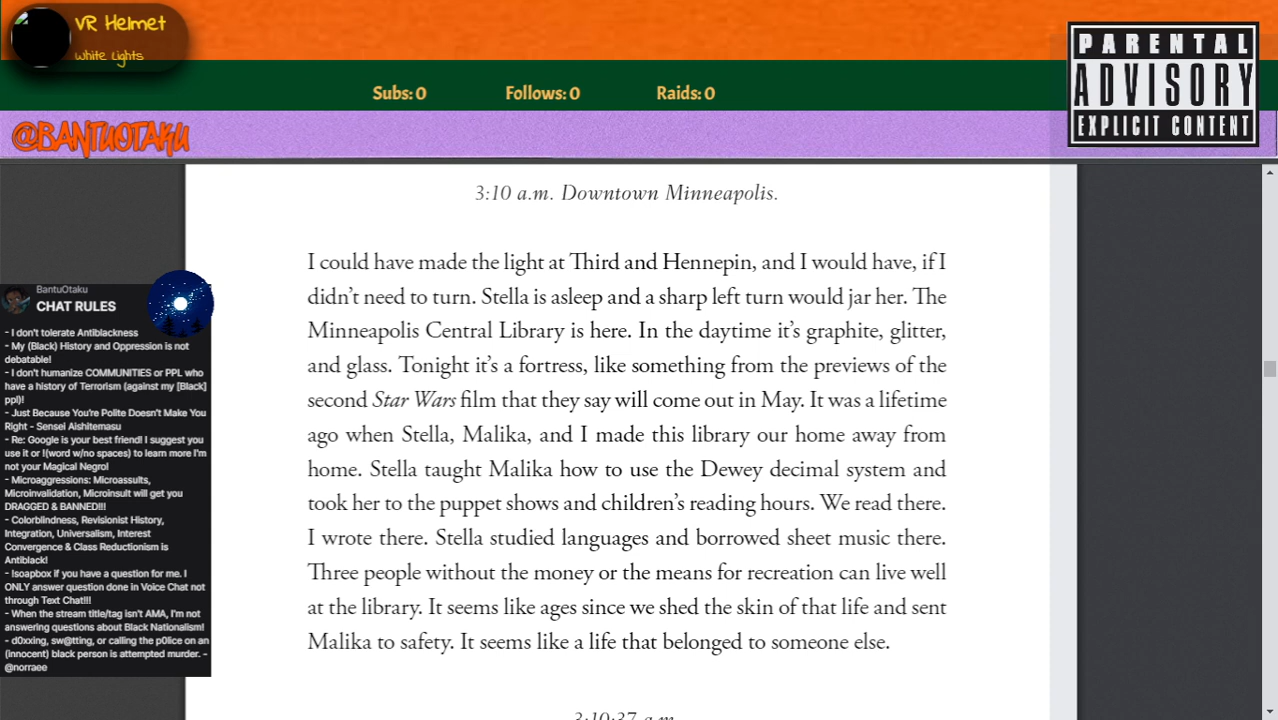 VR Helmet
White Lights
PARENTAL
ADVISORY
EXPLICIT CONTENT
Subs: 0 Follows: 0 Raids: 0
@BANTUOTAKU
3:10 a.m. Downtown Minneapolis.
I could have made the light at Third and Hennepin, and I would have, if I
didn't need to turn. Stella is asleep and a sharp left turn would jar her. The
Minneapolis Central Library is here. In the daytime it's graphite, glitter,
and glass. Tonight it's a fortress, like something from the previews of the
second Star Wars film that they say will come out in May. It was a lifetime
ago when Stella, Malika, and I made this library our home away from
home. Stella taught Malika how to use the Dewey decimal system and
took her to the puppet shows and children's reading hours. We read there.
I wrote there. Stella studied languages and borrowed sheet music there.
Three people without the money or the means for recreation can live well
at the library. It seems like ages since we shed the skin of that life and sent
Malika to safety. It seems like a life that belonged to someone else.
3:10:37 a.m.
BantuOtaku
CHAT RULES
- I don't tolerate Antiblackness
- My (Black) History and Oppression is not
debatable!
- I don't humanize COMMUNITIES or PPL who
have a history of Terrorism (against my [Black]
ppl)!
- Just Because You're Polite Doesn't Make You
Right - Sensei Aishitemasu
- Re: Google is your best friend! I suggest you
use it or !(word w/no spaces) to learn more I'm
not your Magical Negro!
- Microaggressions: Microassults,
Microinvalidation, Microinsult will get you
DRAGGED & BANNED!!!
- Colorblindness, Revisionist History,
Integration, Universalism, Interest
Convergence & Class Reductionism is
Antiblack!
- !soapbox if you have a question for me. I
ONLY answer question done in Voice Chat not
through Text Chat!!!
- When the stream title/tag isn't AMA, I'm not
answering questions about Black Nationalism!
- d0xxing, sw@tting, or calling the p0lice on an
(innocent) black person is attempted murder. -
@norraee